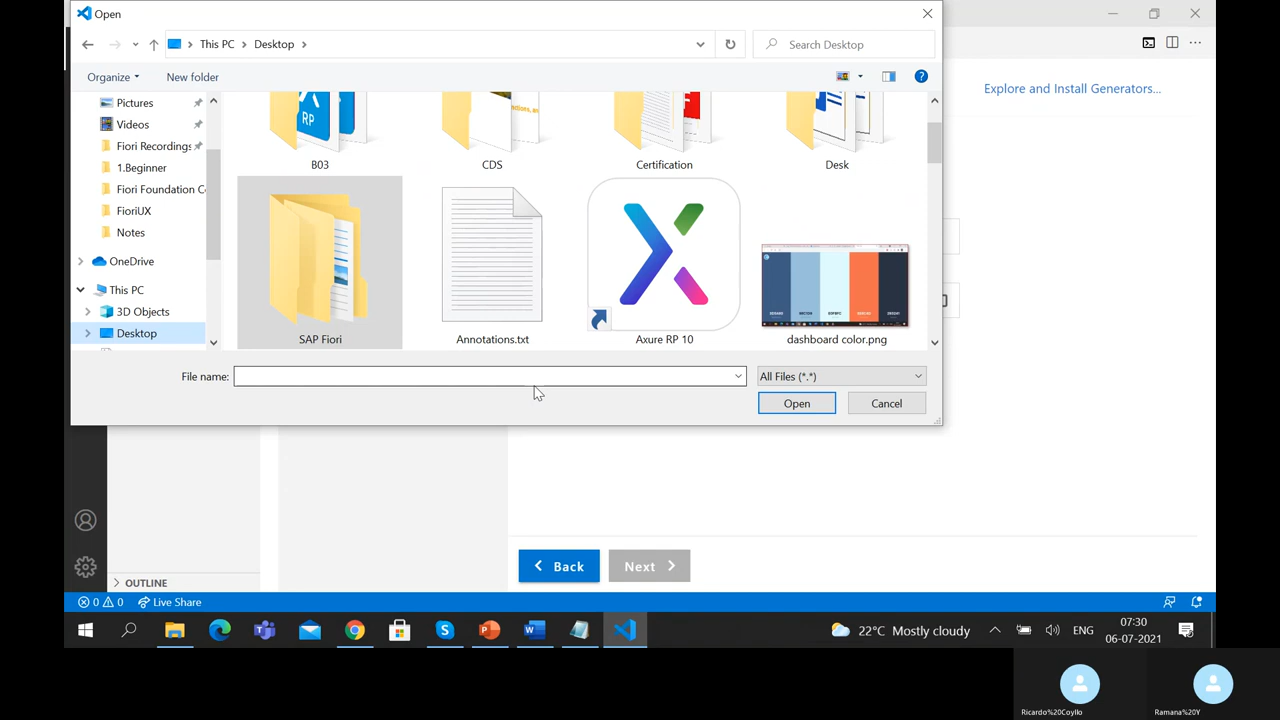 Open
This PC
Desktop
Search Desktop
Organize
New folder
Explore and Install Generators...
Pictures
Videos
Fiori Recordings
1.Beginner
Fiori Foundation C
FioriUX
Notes
OneDrive
This PC
3D Objects
Desktop
RP
B03
CDS
Certification
Desk
SAP Fiori
Annotations.txt
Axure RP 10
dashboard color.png
File name:
All Files (*.*)
Open
Cancel
Back
Next
OUTLINE
0 0 Live Share
22°C Mostly cloudy
ENG
07:30
06-07-2021
Ricardo%20Coyllo
Ramana%20Y